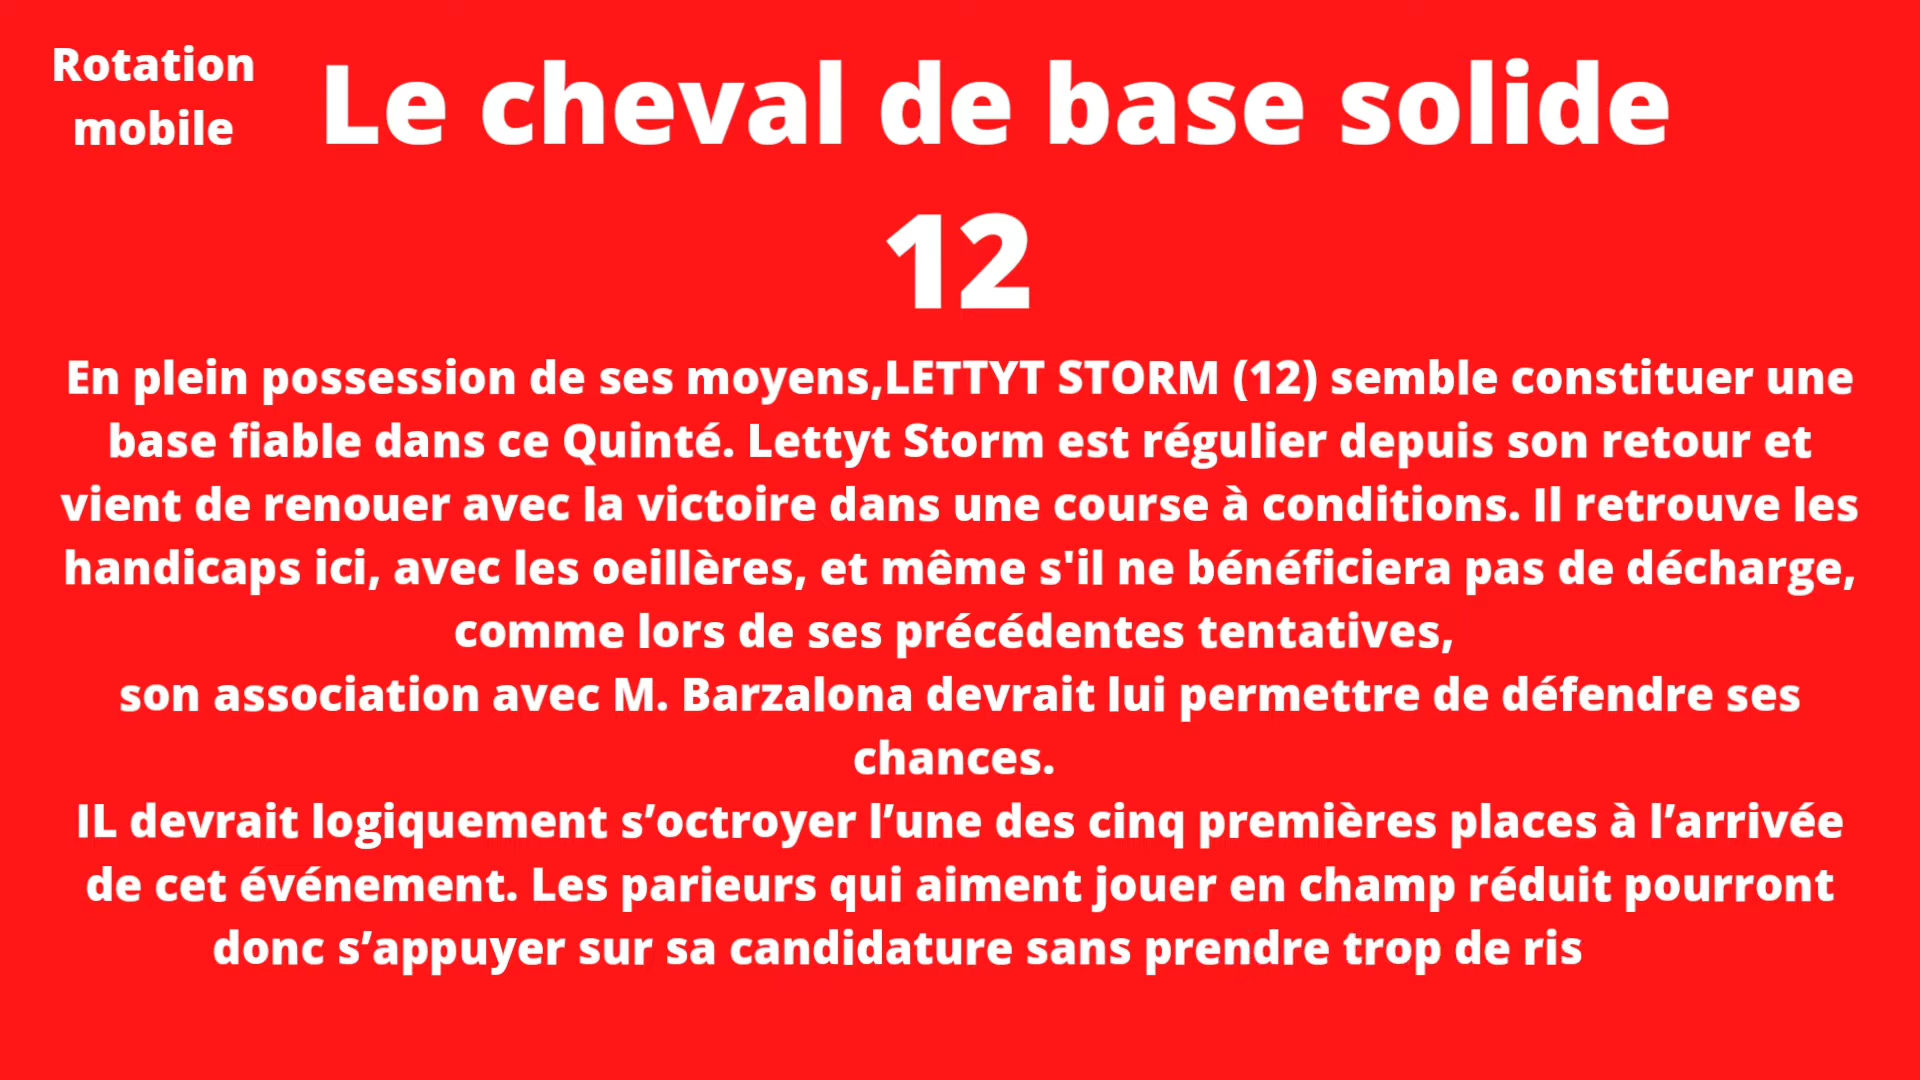 Rotation
mobile
Le cheval de base solide
12
En plein possession de ses moyens,LETTYT STORM (12) semble constituer une
base fiable dans ce Quinté. Lettyt Storm est régulier depuis son retour et
vient de renouer avec la victoire dans une course à conditions. Il retrouve les
handicaps ici, avec les oeillères, et même s'il ne bénéficiera pas de décharge,
comme lors de ses précédentes tentatives,
son association avec M. Barzalona devrait lui permettre de défendre ses
chances.
IL devrait logiquement s’octroyer l’une des cinq premières places à l’arrivée
de cet événement. Les parieurs qui aiment jouer en champ réduit pourront
donc s’appuyer sur sa candidature sans prendre trop de ris